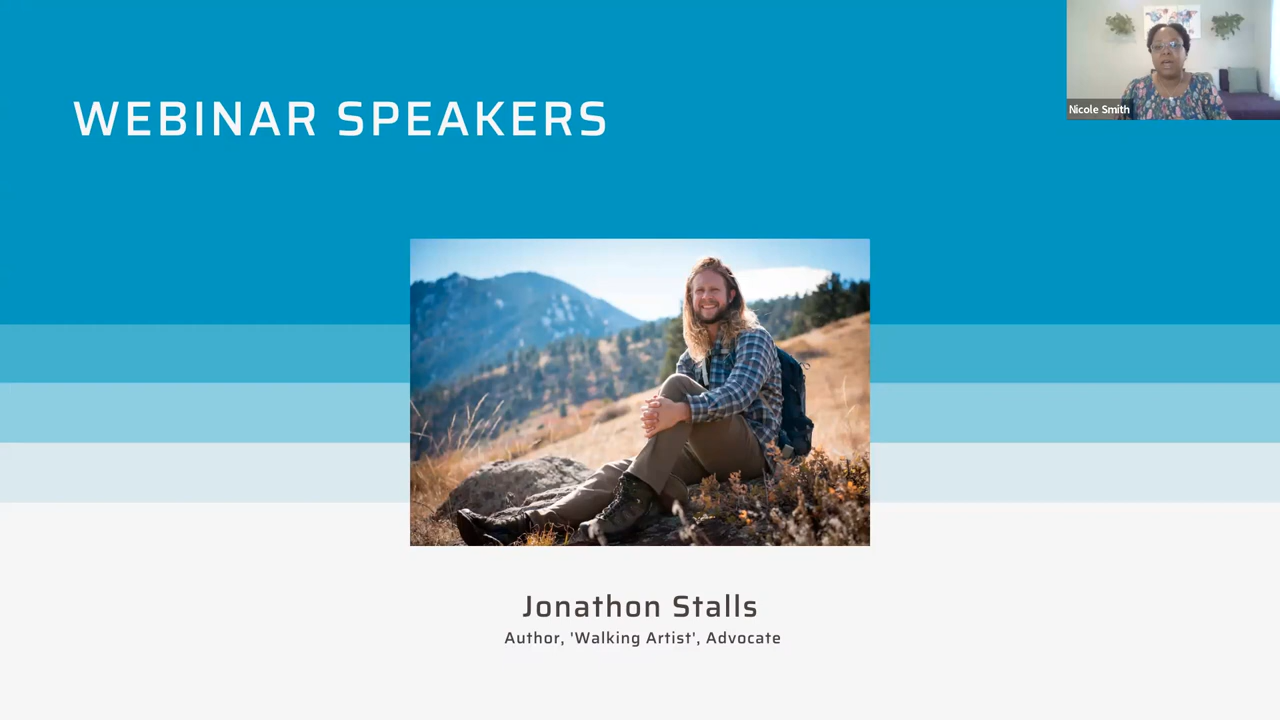 WEBINAR SPEAKERS
Nicole Smith
Jonathon Stalls
Author, 'Walking Artist', Advocate